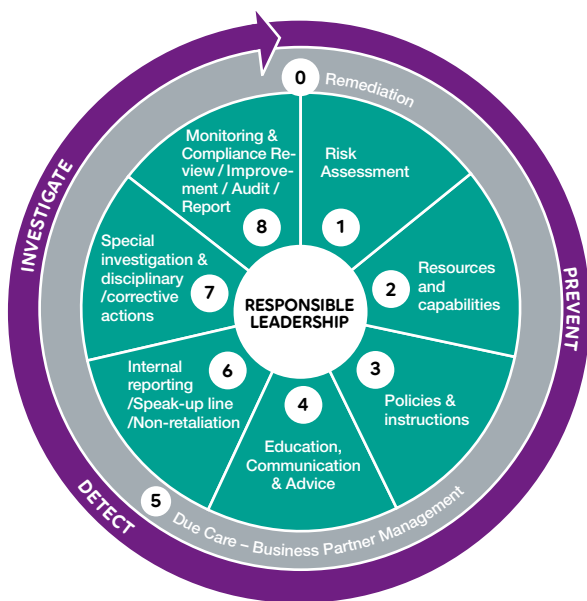 0
Remediation
Risk
Assessment
1
Resources
and
capabilities
2
3
Policies &
instructions
4
Education,
Communication
& Advice
5
Due Care – Business Partner Management
6
Internal
reporting
/Speak-up line
/Non-retaliation
7
Special
investigation &
disciplinary
/corrective
actions
8
Monitoring &
Compliance Re-
view / Improve-
ment / Audit /
Report
RESPONSIBLE
LEADERSHIP
PREVENT
DETECT
INVESTIGATE